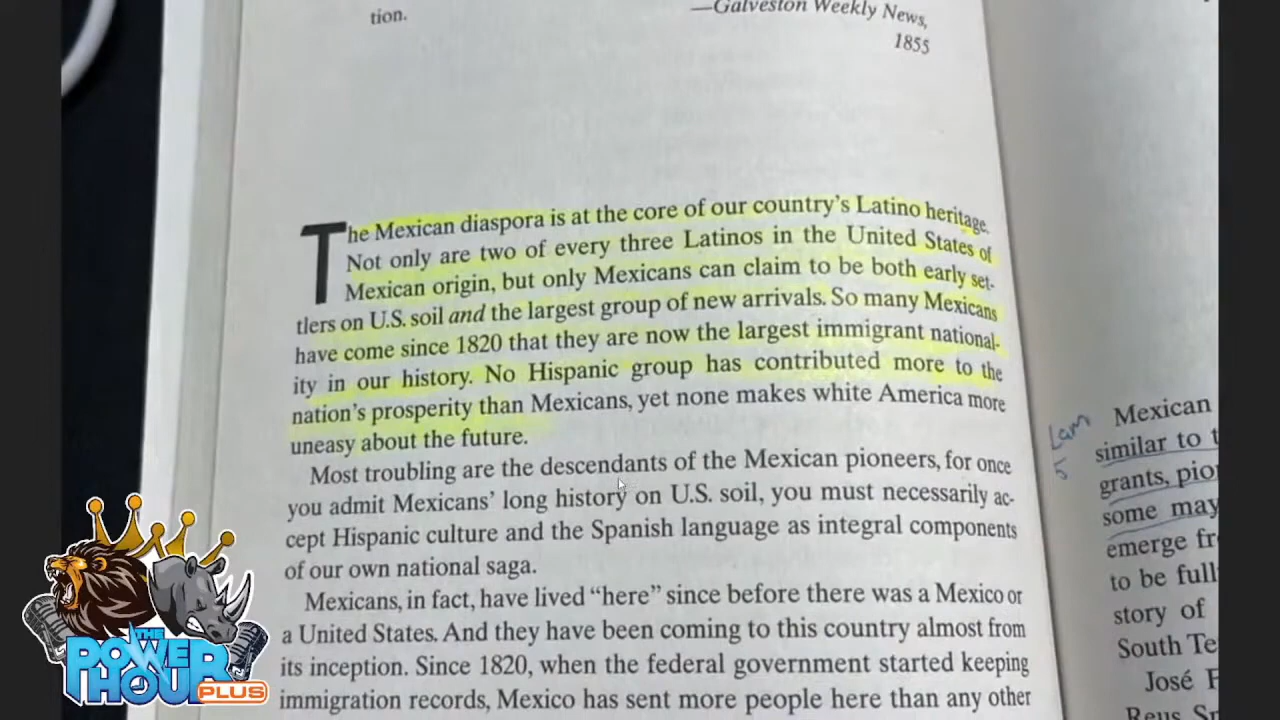 tion.
—Galveston Weekly News,
1855
The Mexican diaspora is at the core of our country's Latino heritage.
Not only are two of every three Latinos in the United States of
Mexican origin, but only Mexicans can claim to be both early set-
tlers on U.S. soil and the largest group of new arrivals. So many Mexicans
have come since 1820 that they are now the largest immigrant national-
ity in our history. No Hispanic group has contributed more to the
nation's prosperity than Mexicans, yet none makes white America more
uneasy about the future.
Most troubling are the descendants of the Mexican pioneers, for once
you admit Mexicans' long history on U.S. soil, you must necessarily ac-
cept Hispanic culture and the Spanish language as integral components
of our own national saga.
Mexicans, in fact, have lived "here" since before there was a Mexico or
a United States. And they have been coming to this country almost from
its inception. Since 1820, when the federal government started keeping
immigration records, Mexico has sent more people here than any other
Mexican
similar to
grants,
some may
emerge
to be
story of
South
José
THE
POWER
HOUR
PLUS